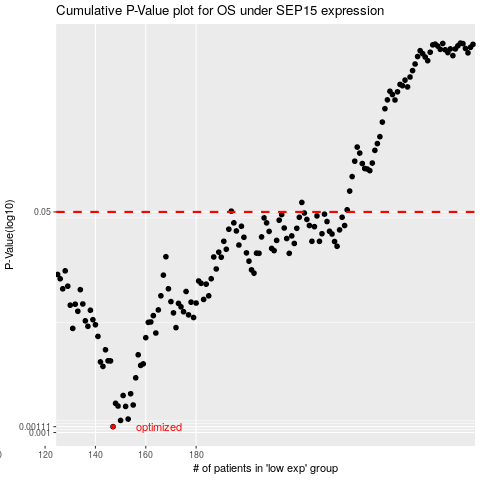 Cumulative P-Value plot for OS under SEP15 expression
P-Value(log10)
0.05
0.00111
0.001
optimized
0 120 140 160 180
# of patients in 'low exp' group